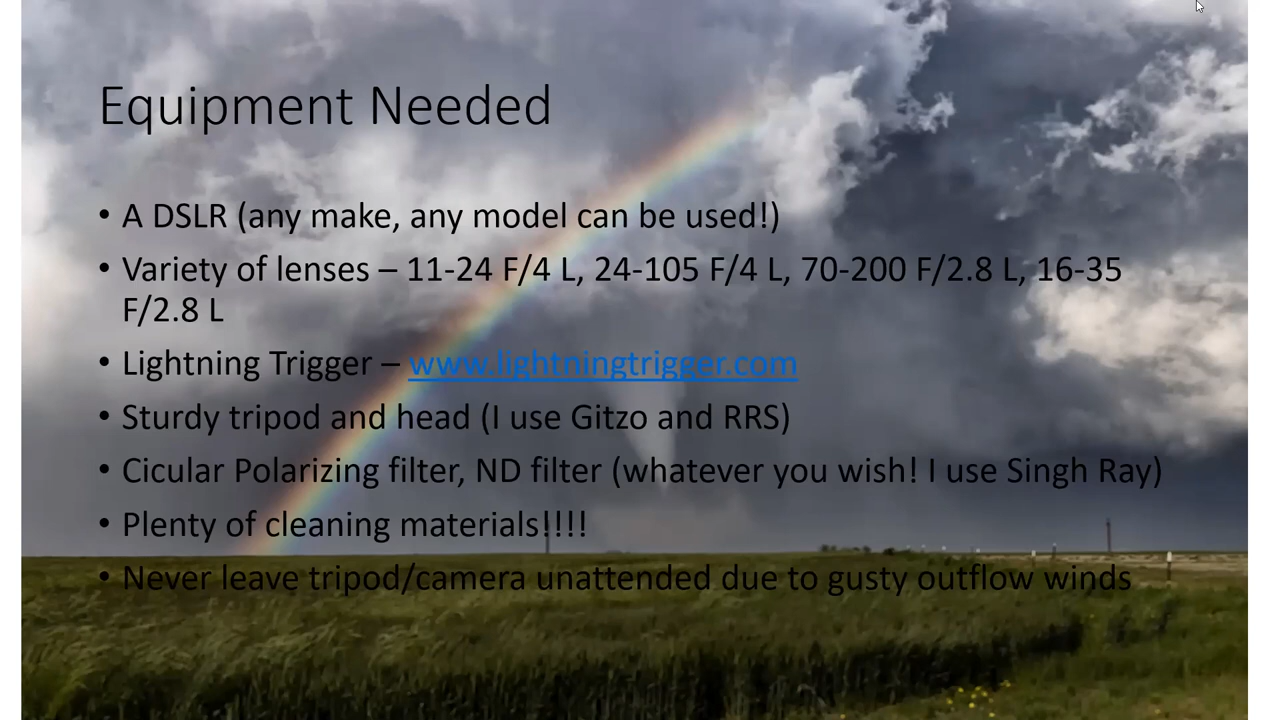 Equipment Needed
• A DSLR (any make, any model can be used!)
• Variety of lenses – 11-24 F/4 L, 24-105 F/4 L, 70-200 F/2.8 L, 16-35
F/2.8 L
• Lightning Trigger – www.lightningtrigger.com
• Sturdy tripod and head (I use Gitzo and RRS)
• Cicular Polarizing filter, ND filter (whatever you wish! I use Singh Ray)
• Plenty of cleaning materials!!!!
• Never leave tripod/camera unattended due to gusty outflow winds